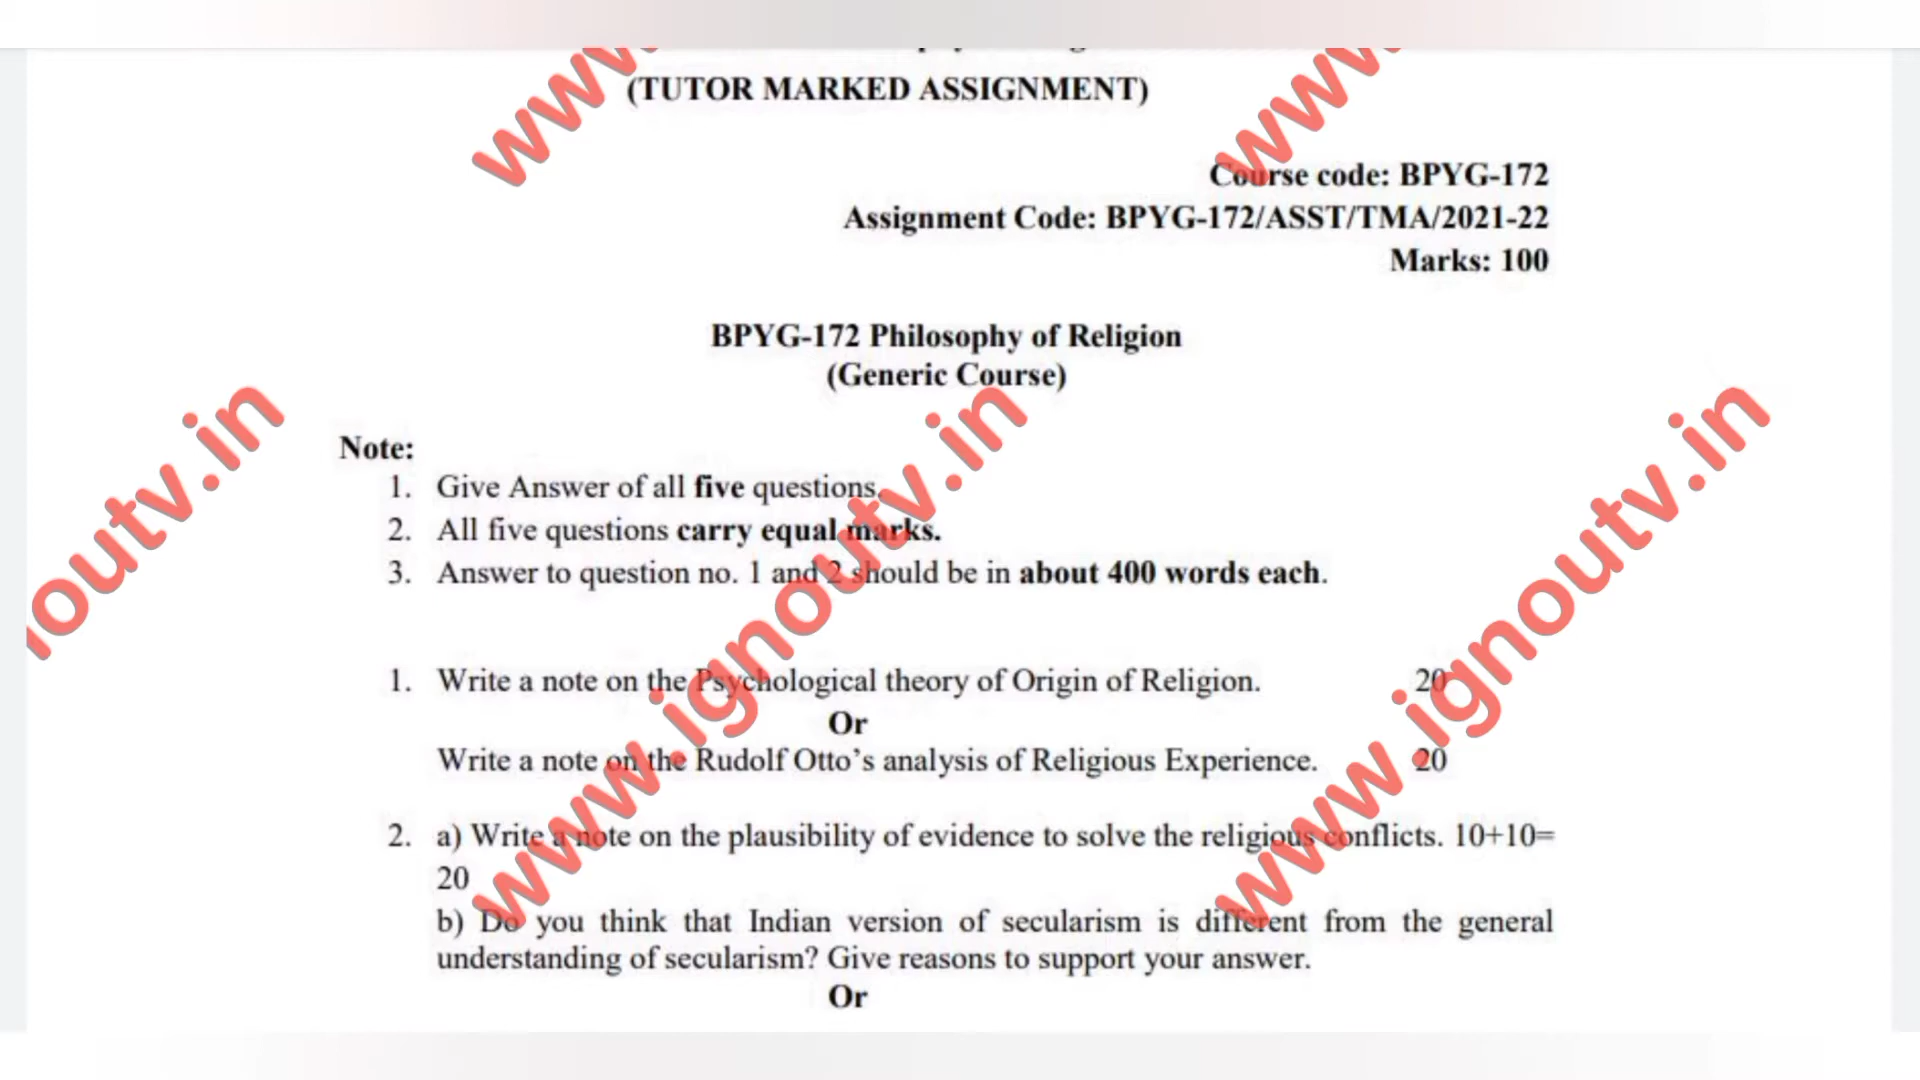 (TUTOR MARKED ASSIGNMENT)
Course code: BPYG-172
Assignment Code: BPYG-172/ASST/TMA/2021-22
Marks: 100
BPYG-172 Philosophy of Religion
(Generic Course)
Note:
1. Give Answer of all five questions.
2. All five questions carry equal marks.
3. Answer to question no. 1 and 2 should be in about 400 words each.
1. Write a note on the Psychological theory of Origin of Religion. 20
Or
Write a note on the Rudolf Otto's analysis of Religious Experience. 20
2. a) Write a note on the plausibility of evidence to solve the religious conflicts. 10+10=
20
b) Do you think that Indian version of secularism is different from the general
understanding of secularism? Give reasons to support your answer.
Or
www.
www.
outv.in
www.ignoutv.in
www.ignoutv.in